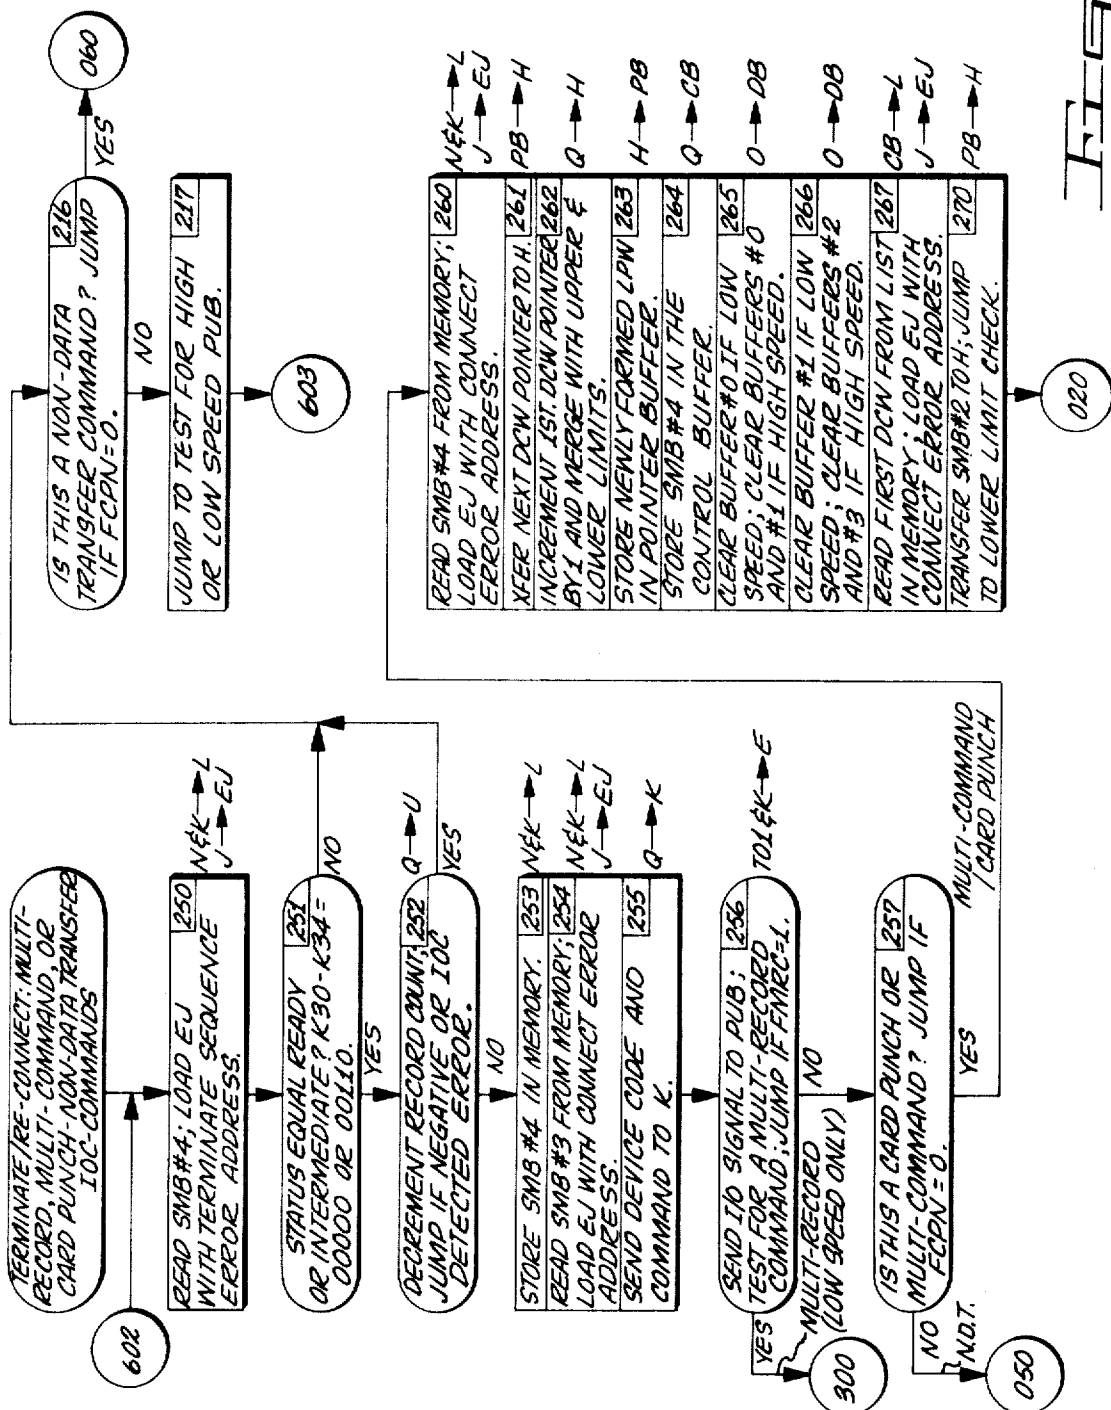 TERMINATE/RE-CONNECT: MULTI-
RECORD, MULTI-COMMAND, OR
CARD PUNCH-NON-DATA TRANSFER
IOC-COMMANDS
602
READ SMB#4; LOAD EJ 250
WITH TERMINATE SEQUENCE
ERROR ADDRESS.
N&K→L
J→EJ
STATUS EQUAL READY 251
OR INTERMEDIATE? K30-K34=
00000 OR 00110.
NO
YES
DECREMENT RECORD COUNT; 252
JUMP IF NEGATIVE OR IOC
DETECTED ERROR.
Q→U
YES
NO
STORE SMB #4 IN MEMORY. 253
N&K→L
READ SMB #3 FROM MEMORY; 254
LOAD EJ WITH CONNECT ERROR
ADDRESS.
N&K→L
J→EJ
SEND DEVICE CODE AND 255
COMMAND TO K.
Q→K
SEND I/O SIGNAL TO PUB; 256
TEST FOR A MULTI-RECORD
COMMAND; JUMP IF FMRC=1.
T01&K→E
YES
MULTI-RECORD
(LOW SPEED ONLY)
300
NO
IS THIS A CARD PUNCH OR 257
MULTI-COMMAND? JUMP IF
FCPN=0.
NO
N.D.T.
050
YES
MULTI-COMMAND
/CARD PUNCH
IS THIS A NON-DATA 216
TRANSFER COMMAND? JUMP
IF FCPN=0.
YES
060
NO
JUMP TO TEST FOR HIGH 217
OR LOW SPEED PUB.
603
READ SMB#4 FROM MEMORY; 260
LOAD EJ WITH CONNECT
ERROR ADDRESS.
N&K→L
J→EJ
XFER NEXT DCW POINTER TO H. 261
PB→H
INCREMENT 1ST. DCW POINTER 262
BY 1 AND MERGE WITH UPPER &
LOWER LIMITS.
Q→H
STORE NEWLY FORMED LPW 263
IN POINTER BUFFER.
H→PB
STORE SMB#4 IN THE 264
CONTROL BUFFER.
Q→CB
CLEAR BUFFER#0 IF LOW 265
SPEED; CLEAR BUFFERS #0
AND #1 IF HIGH SPEED.
O→DB
CLEAR BUFFER #1 IF LOW 266
SPEED; CLEAR BUFFERS #2
AND #3 IF HIGH SPEED.
O→DB
READ FIRST DCW FROM LIST 267
IN MEMORY; LOAD EJ WITH
CONNECT ERROR ADDRESS.
CB→L
J→EJ
TRANSFER SMB#2 TO H; JUMP 270
TO LOWER LIMIT CHECK.
PB→H
020